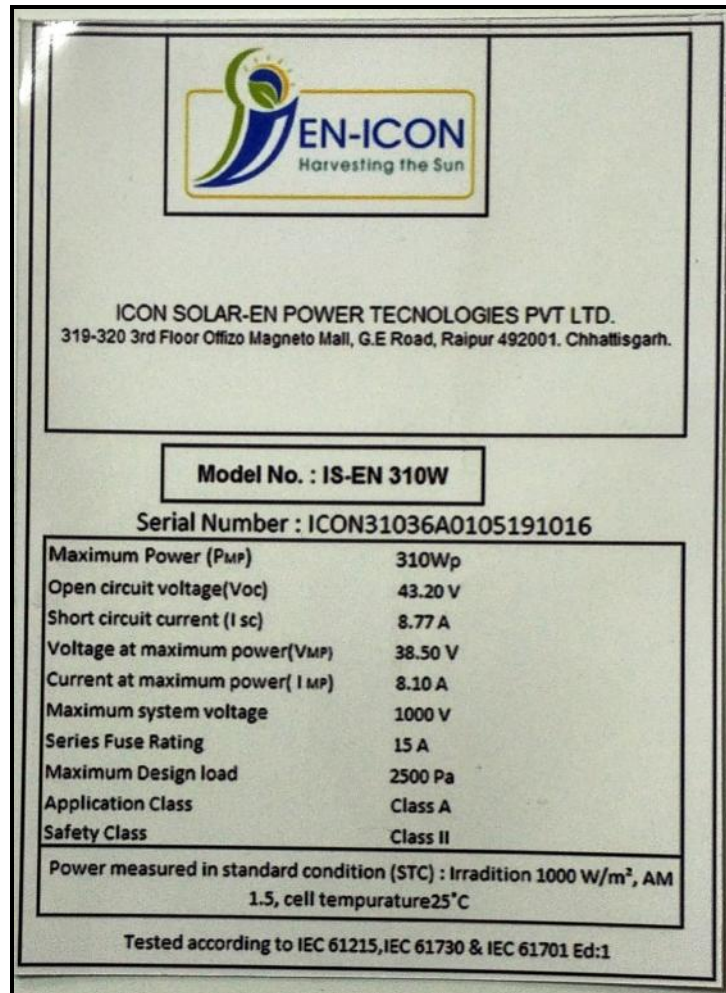 EN-ICON
Harvesting the Sun
ICON SOLAR-EN POWER TECNOLOGIES PVT LTD.
319-320 3rd Floor Offizo Magneto Mall, G.E Road, Raipur 492001. Chhattisgarh.
Model No. : IS-EN 310W
Serial Number : ICON31036A0105191016
Maximum Power (PMP) 310Wp
Open circuit voltage(Voc) 43.20 V
Short circuit current (I sc) 8.77 A
Voltage at maximum power(VMP) 38.50 V
Current at maximum power( I MP) 8.10 A
Maximum system voltage 1000 V
Series Fuse Rating 15 A
Maximum Design load 2500 Pa
Application Class Class A
Safety Class Class II
Power measured in standard condition (STC) : Irradition 1000 W/m², AM
1.5, cell tempurature25°C
Tested according to IEC 61215,IEC 61730 & IEC 61701 Ed:1